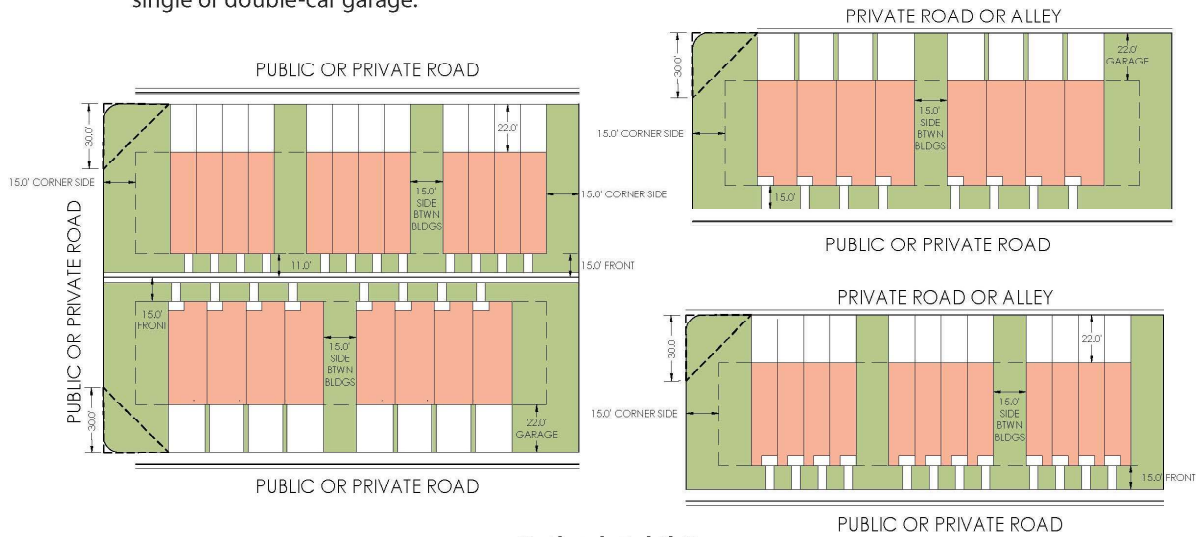 single or double-car garage.
PUBLIC OR PRIVATE ROAD
30.0'
22.0'
15.0' CORNER SIDE
15.0'
SIDE
BTWN
BLDGS
15.0' CORNER SIDE
11.0'
15.0' FRONT
PUBLIC OR PRIVATE ROAD
15.0'
FRONT
15.0'
SIDE
BTWN
BLDGS
30.0'
22.0'
GARAGE
PUBLIC OR PRIVATE ROAD
PRIVATE ROAD OR ALLEY
30.0'
22.0'
GARAGE
15.0' CORNER SIDE
15.0'
SIDE
BTWN
BLDGS
15.0'
PUBLIC OR PRIVATE ROAD
PRIVATE ROAD OR ALLEY
30.0'
22.0'
15.0' CORNER SIDE
15.0'
SIDE
BTWN
BLDGS
15.0' FRONT
PUBLIC OR PRIVATE ROAD